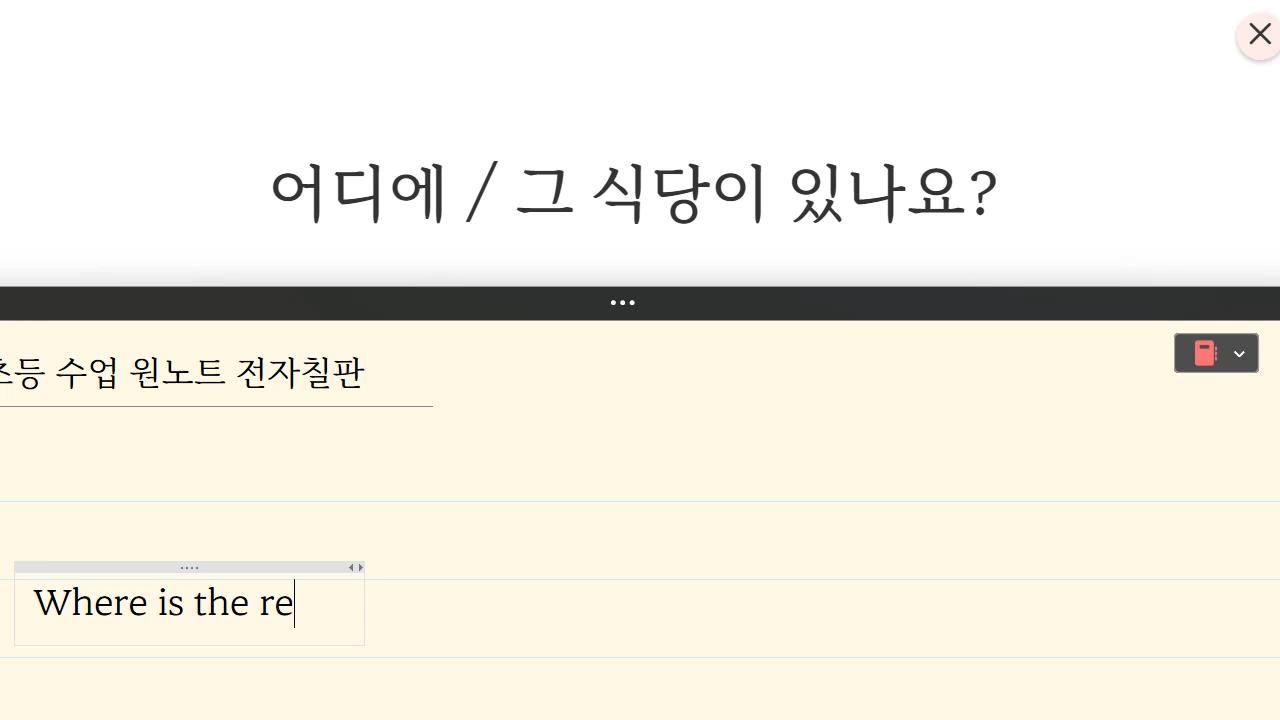 어디에 / 그 식당이 있나요?
초등 수업 원노트 전자칠판
Where is the re